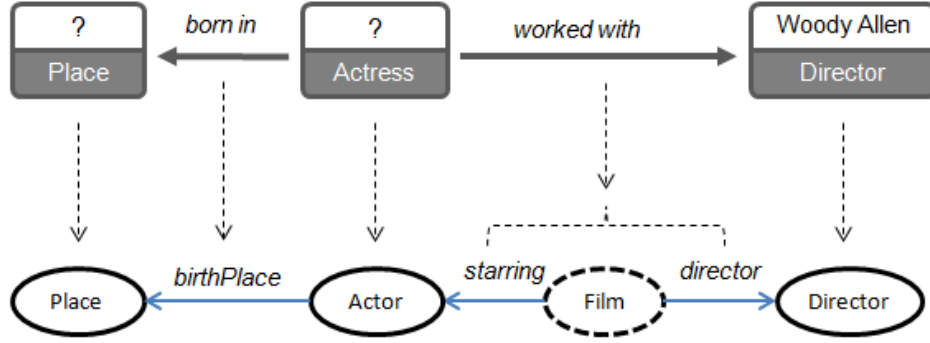 ?
born in
?
worked with
Woody Allen
Place
Actress
Director
birthPlace
starring
director
Place
Actor
Film
Director